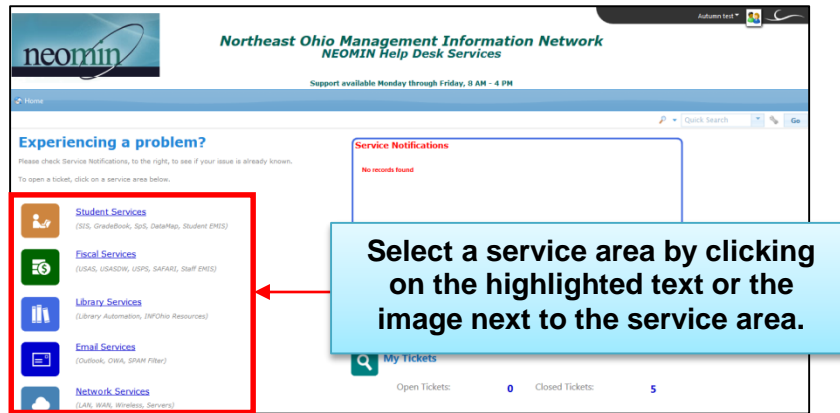 Autumn test
neomin
Northeast Ohio Management Information Network
NEOMIN Help Desk Services
Support available Monday through Friday, 8 AM - 4 PM
Home
Quick Search
Go
Experiencing a problem?
Please check Service Notifications, to the right, to see if your issue is already known.
To open a ticket, click on a service area below.
Service Notifications
No records found
Student Services
(SIS, GradeBook, SpS, DataMap, Student EMIS)
Fiscal Services
(USAS, USASDW, USPS, SAFARI, Staff EMIS)
Library Services
(Library Automation, INFOhio Resources)
Email Services
(Outlook, OWA, SPAM Filter)
Network Services
(LAN, WAN, Wireless, Servers)
Select a service area by clicking
on the highlighted text or the
image next to the service area.
My Tickets
Open Tickets: 0 Closed Tickets: 5